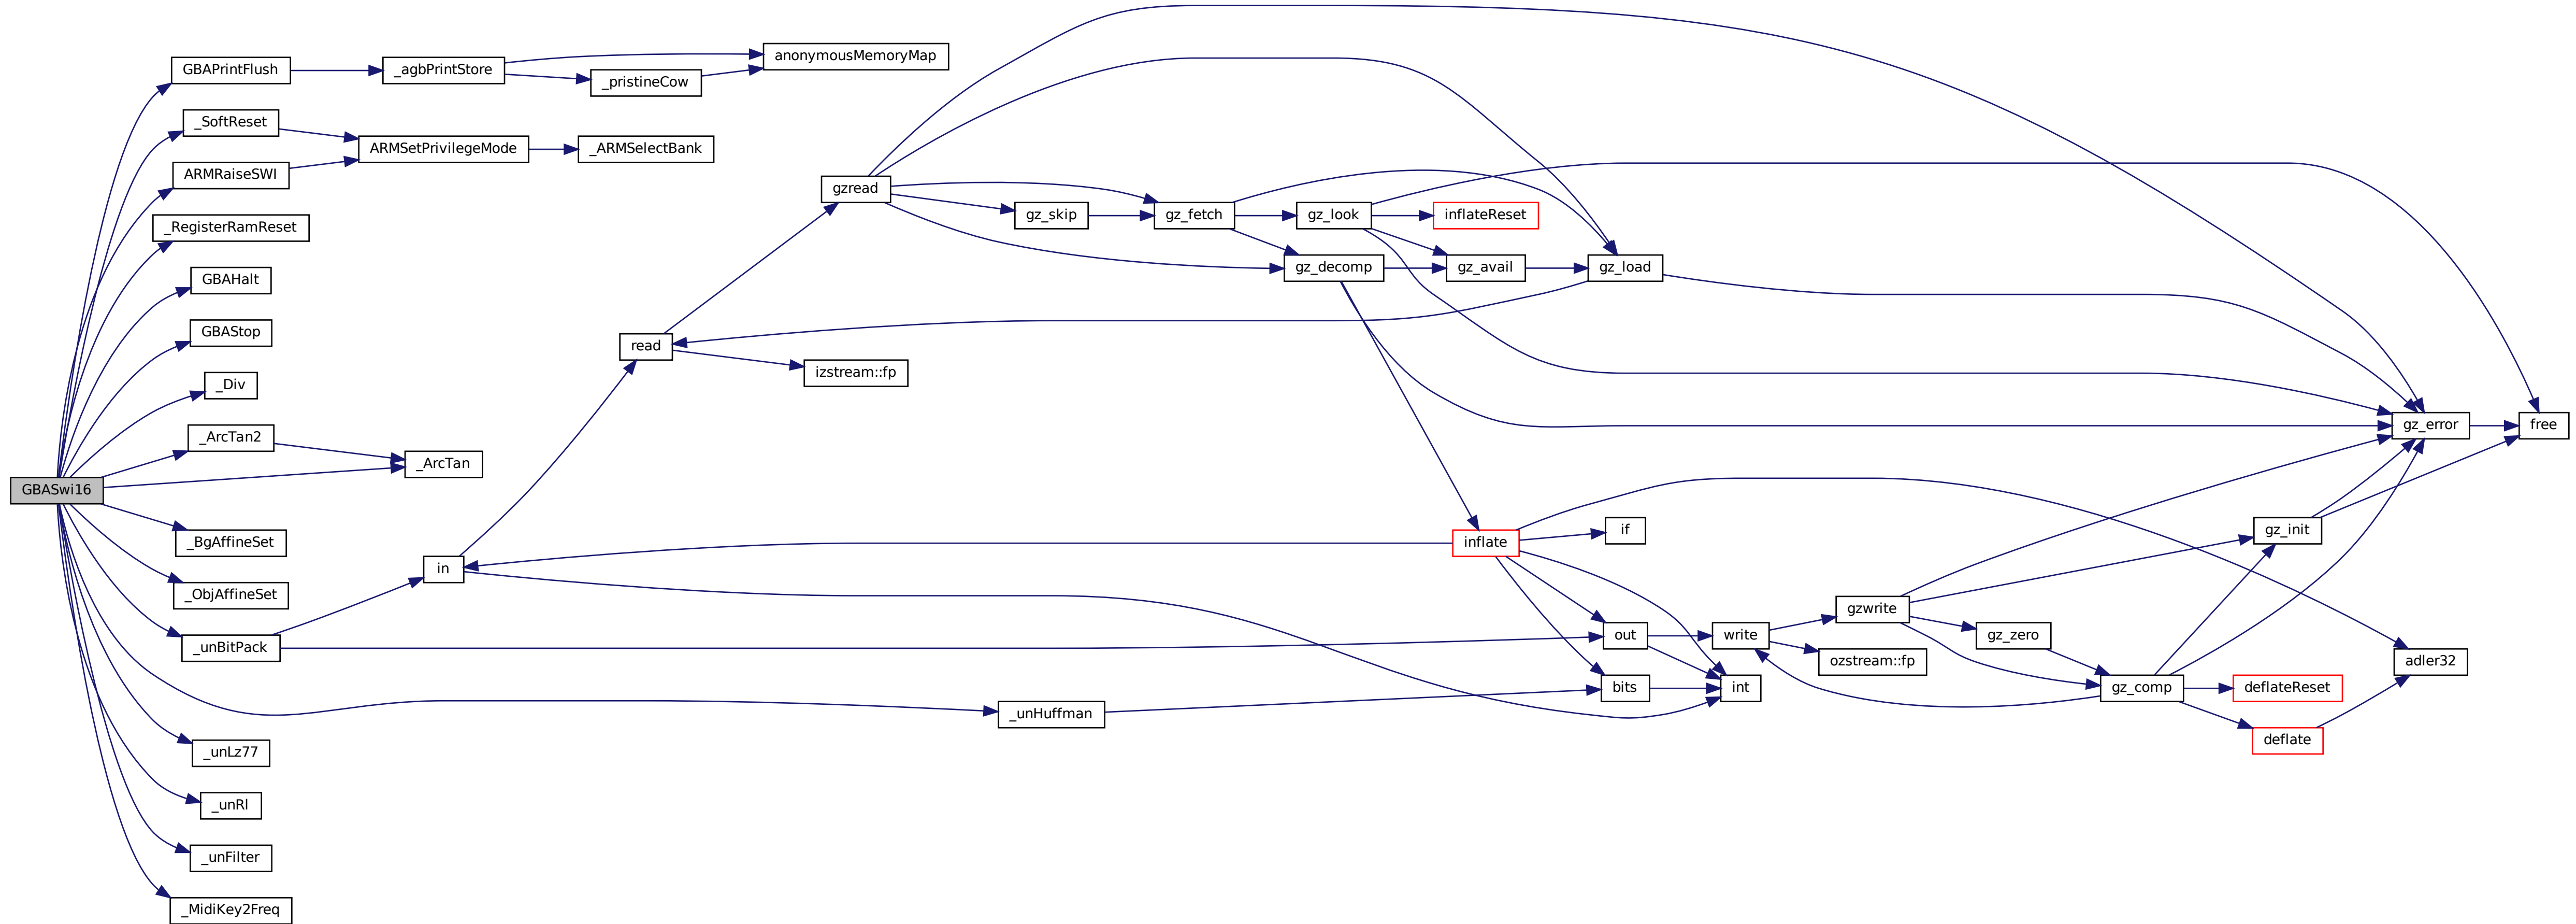 GBASwi16
GBAPrintFlush
_agbPrintStore
anonymousMemoryMap
_pristineCow
_SoftReset
ARMSetPrivilegeMode
_ARMSelectBank
ARMRaiseSWI
_RegisterRamReset
GBAHalt
GBAStop
_Div
_ArcTan2
_ArcTan
_BgAffineSet
_ObjAffineSet
_unBitPack
_unHuffman
_unLz77
_unRl
_unFilter
_MidiKey2Freq
in
read
izstream::fp
gzread
gz_skip
gz_fetch
gz_look
inflateReset
gz_decomp
gz_avail
gz_load
inflate
if
out
bits
int
write
ozstream::fp
gzwrite
gz_zero
gz_comp
gz_init
deflateReset
deflate
adler32
gz_error
free